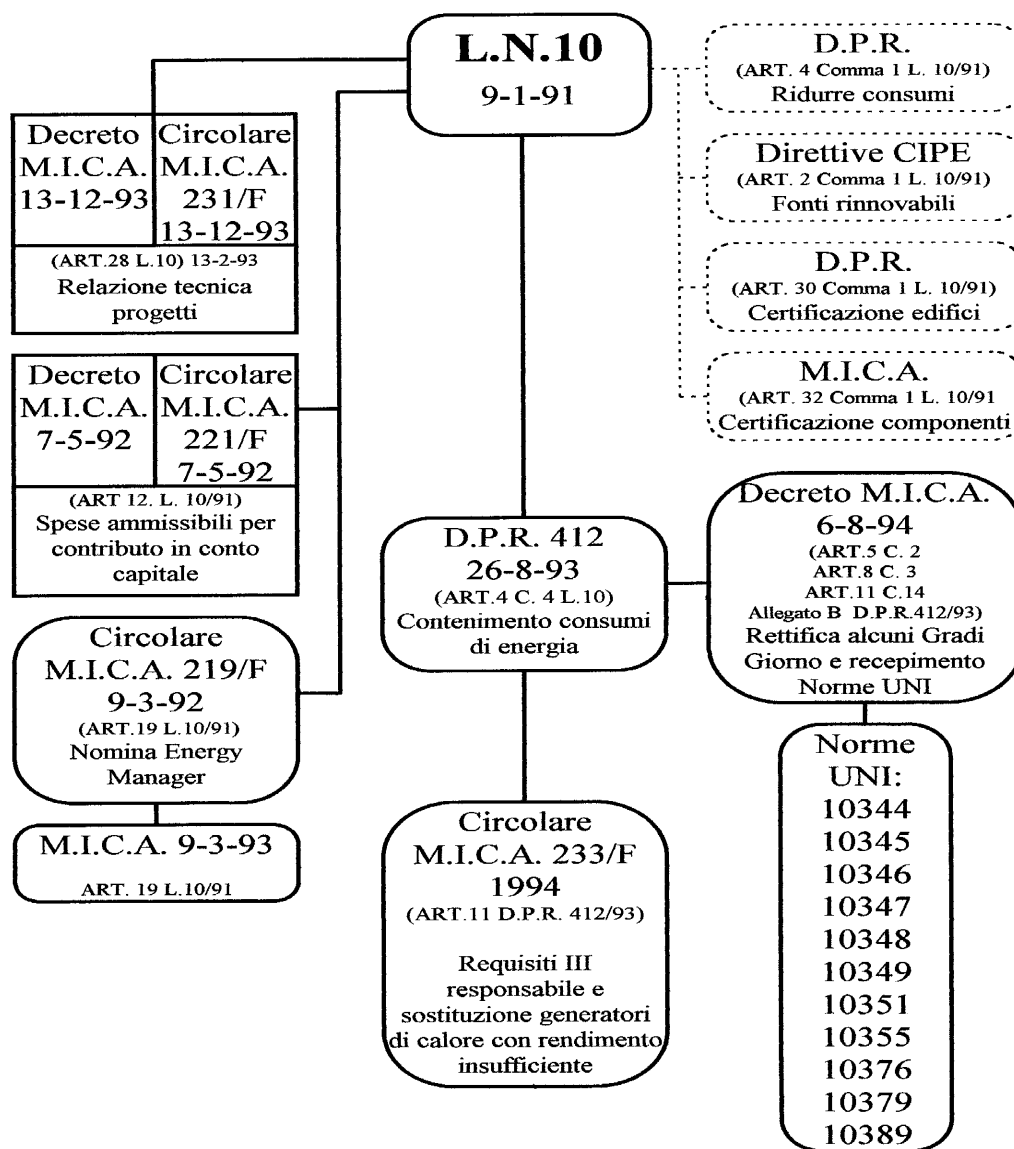 L.N.10
9-1-91
D.P.R.
(ART. 4 Comma 1 L. 10/91)
Ridurre consumi
Direttive CIPE
(ART. 2 Comma 1 L. 10/91)
Fonti rinnovabili
D.P.R.
(ART. 30 Comma 1 L. 10/91)
Certificazione edifici
M.I.C.A.
(ART. 32 Comma 1 L. 10/91
Certificazione componenti
Decreto
M.I.C.A.
13-12-93
Circolare
M.I.C.A.
231/F
13-12-93
(ART.28 L.10) 13-2-93
Relazione tecnica
progetti
Decreto
M.I.C.A.
7-5-92
Circolare
M.I.C.A.
221/F
7-5-92
(ART 12. L. 10/91)
Spese ammissibili per
contributo in conto
capitale
Circolare
M.I.C.A. 219/F
9-3-92
(ART.19 L.10/91)
Nomina Energy
Manager
M.I.C.A. 9-3-93
ART. 19 L.10/91
D.P.R. 412
26-8-93
(ART.4 C. 4 L.10)
Contenimento consumi
di energia
Circolare
M.I.C.A. 233/F
1994
(ART.11 D.P.R. 412/93)
Requisiti III
responsabile e
sostituzione generatori
di calore con rendimento
insufficiente
Decreto M.I.C.A.
6-8-94
(ART.5 C. 2
ART.8 C. 3
ART.11 C.14
Allegato B D.P.R.412/93)
Rettifica alcuni Gradi
Giorno e recepimento
Norme UNI
Norme
UNI:
10344
10345
10346
10347
10348
10349
10351
10355
10376
10379
10389